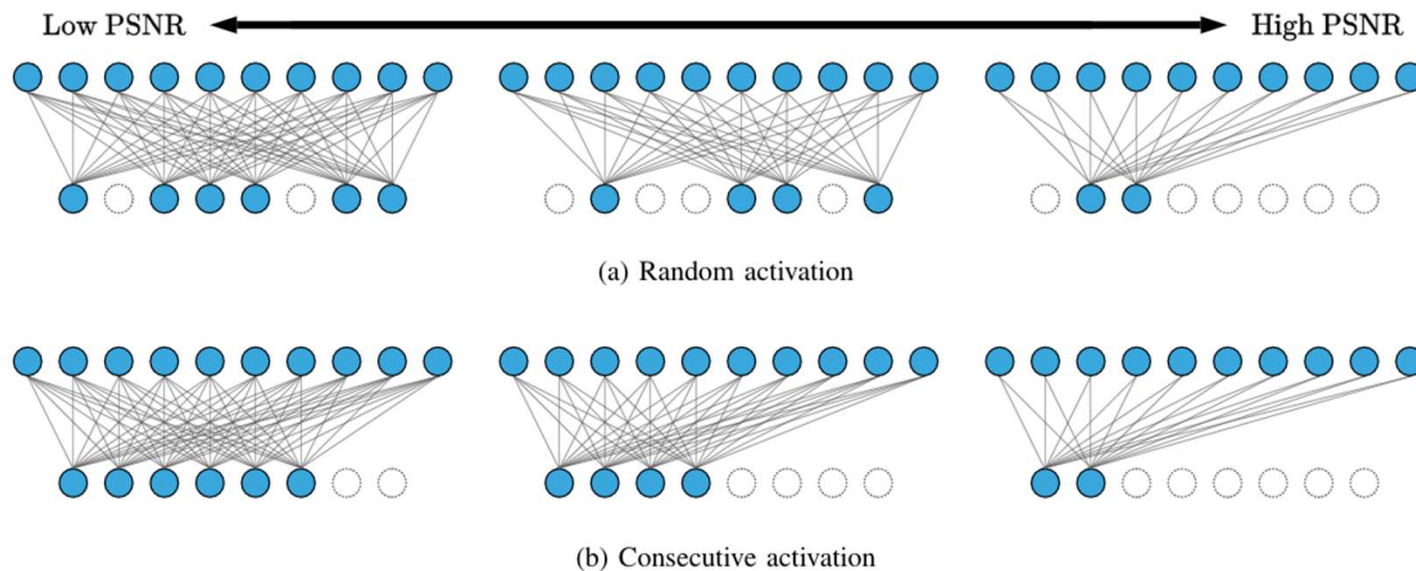 Low PSNR
High PSNR
(a) Random activation
(b) Consecutive activation